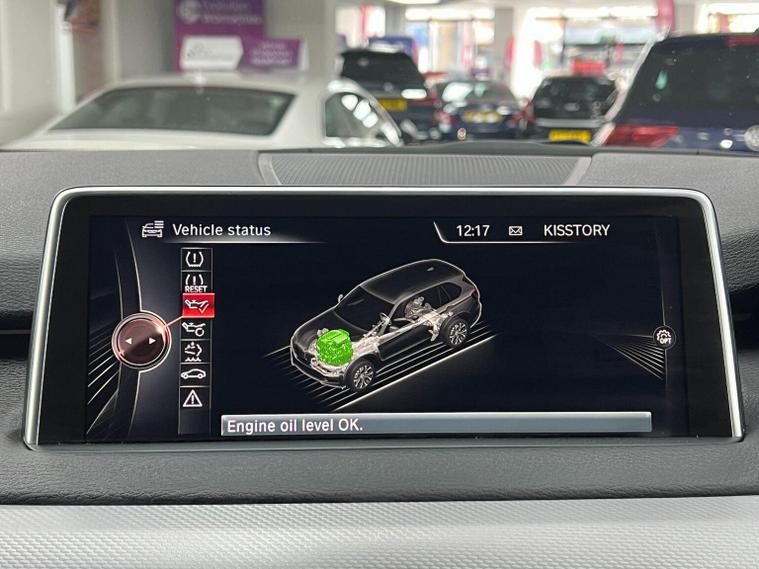 Vehicle status
12:17
KISSTORY
RESET
OPT
Engine oil level OK.